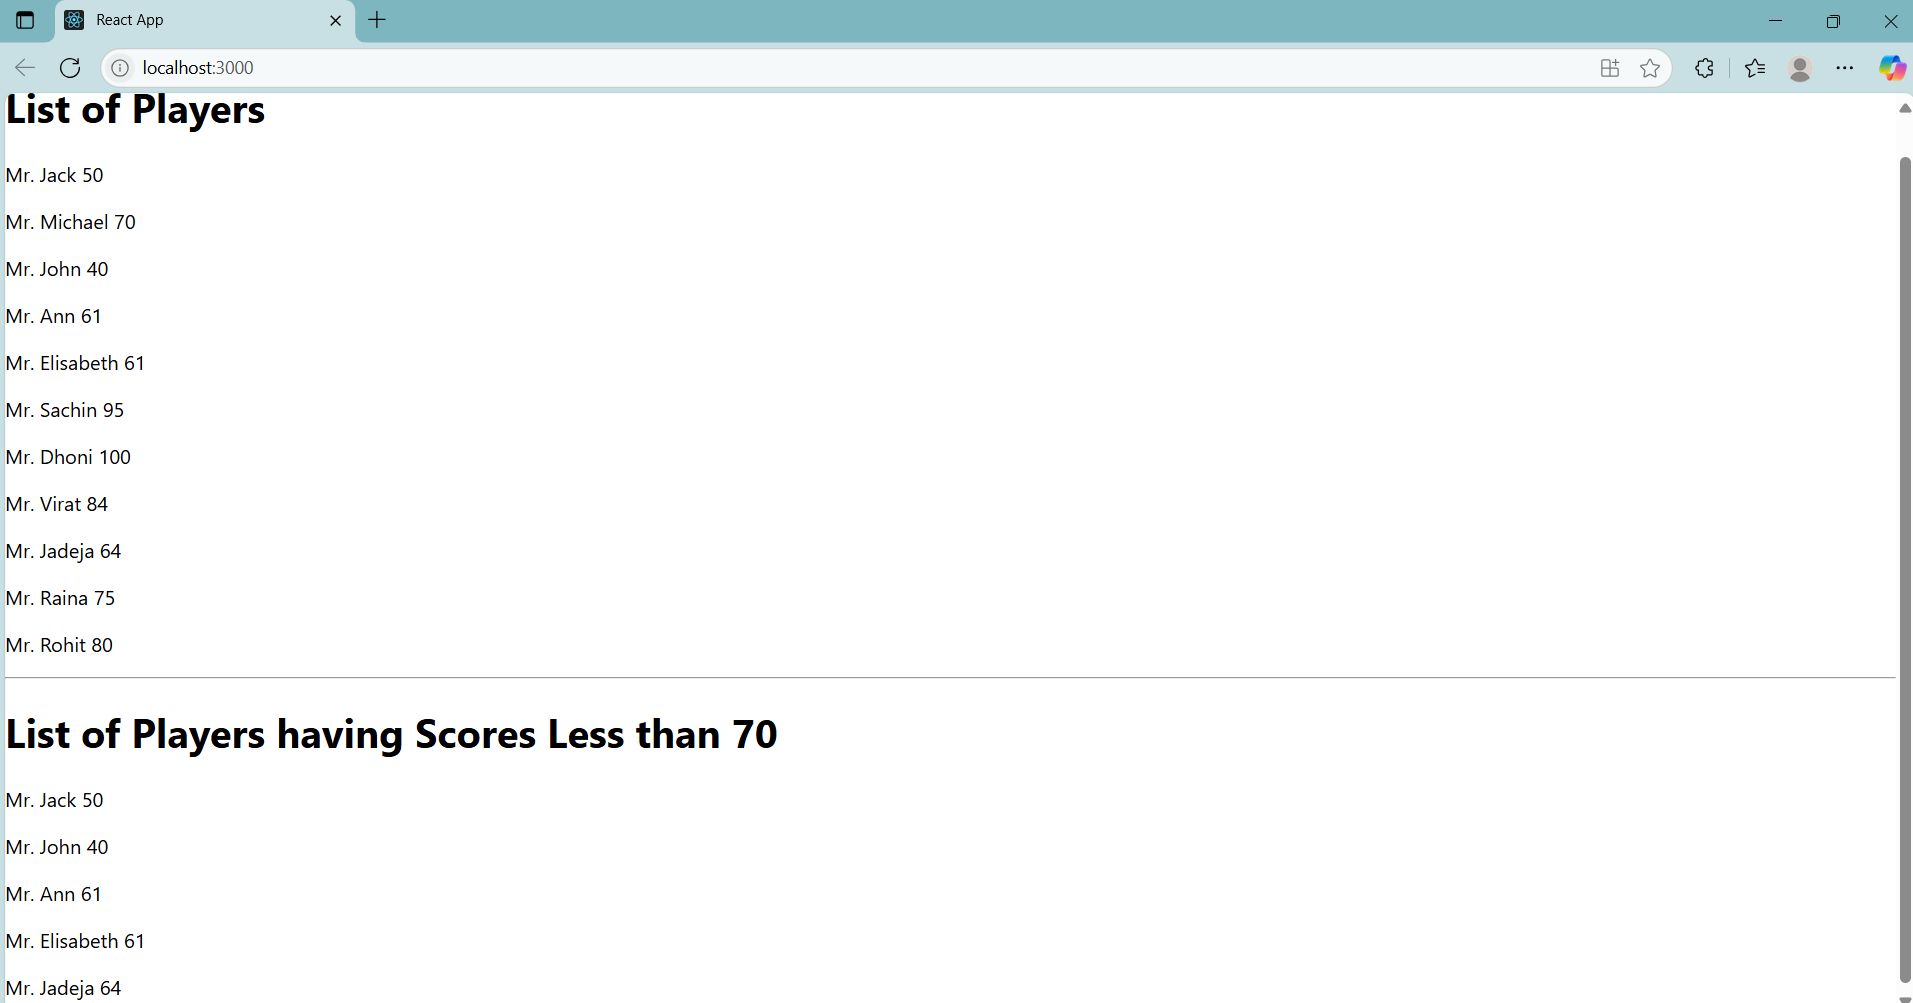 React App
localhost:3000
List of Players
Mr. Jack 50
Mr. Michael 70
Mr. John 40
Mr. Ann 61
Mr. Elisabeth 61
Mr. Sachin 95
Mr. Dhoni 100
Mr. Virat 84
Mr. Jadeja 64
Mr. Raina 75
Mr. Rohit 80
List of Players having Scores Less than 70
Mr. Jack 50
Mr. John 40
Mr. Ann 61
Mr. Elisabeth 61
Mr. Jadeja 64